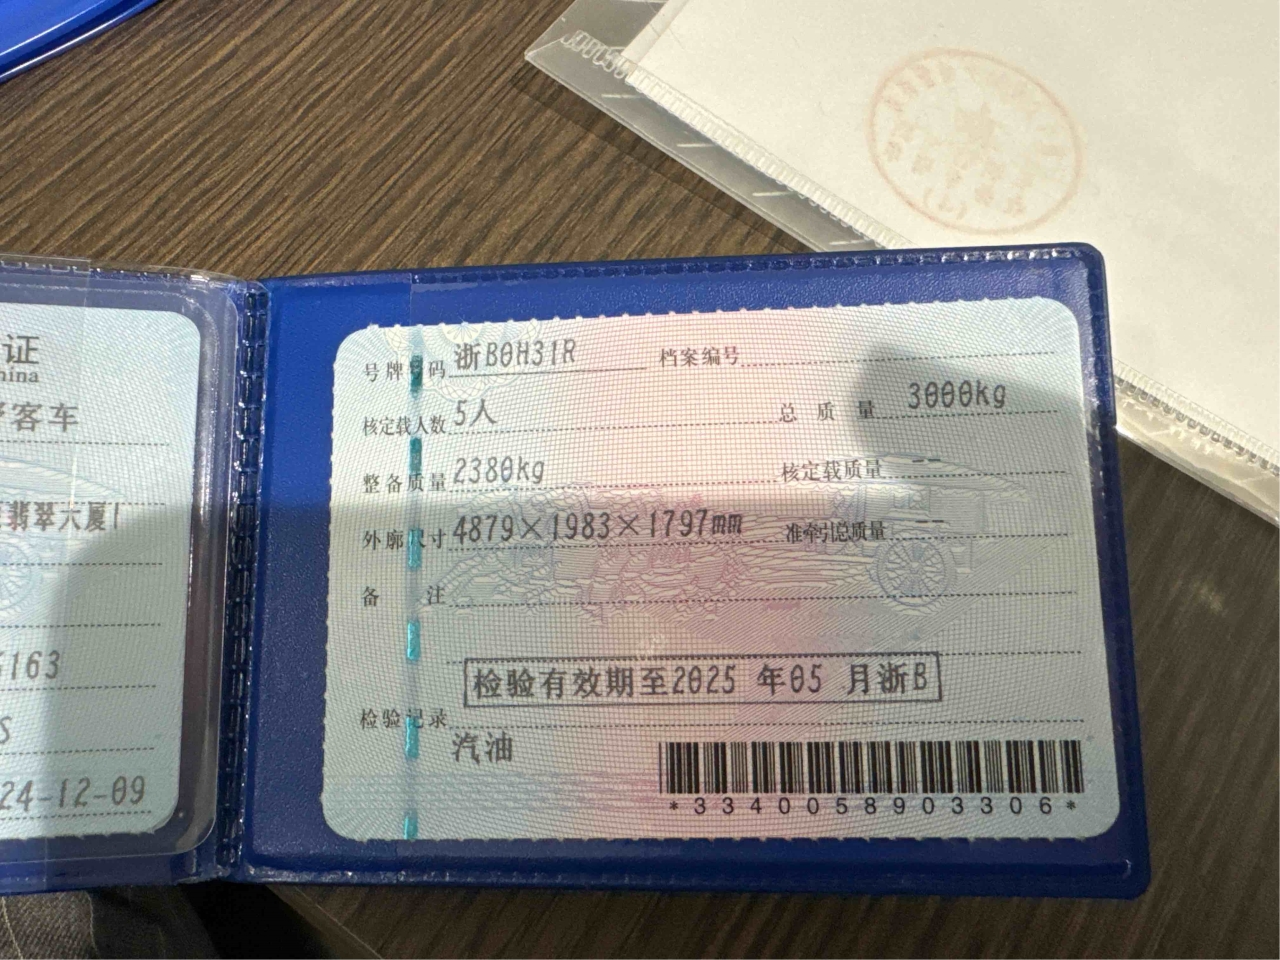 证
hina
客车
翡翠大厦1
163
S
24-12-09
号牌号码 浙B0H31R 档案编号
核定载人数 5人 总质量 3000kg
整备质量 2380kg 核定载质量 --
外廓尺寸 4879×1983×1797mm 准牵引总质量 --
备注
检验有效期至2025 年05 月浙B
检验记录
汽油
*3340058903306*